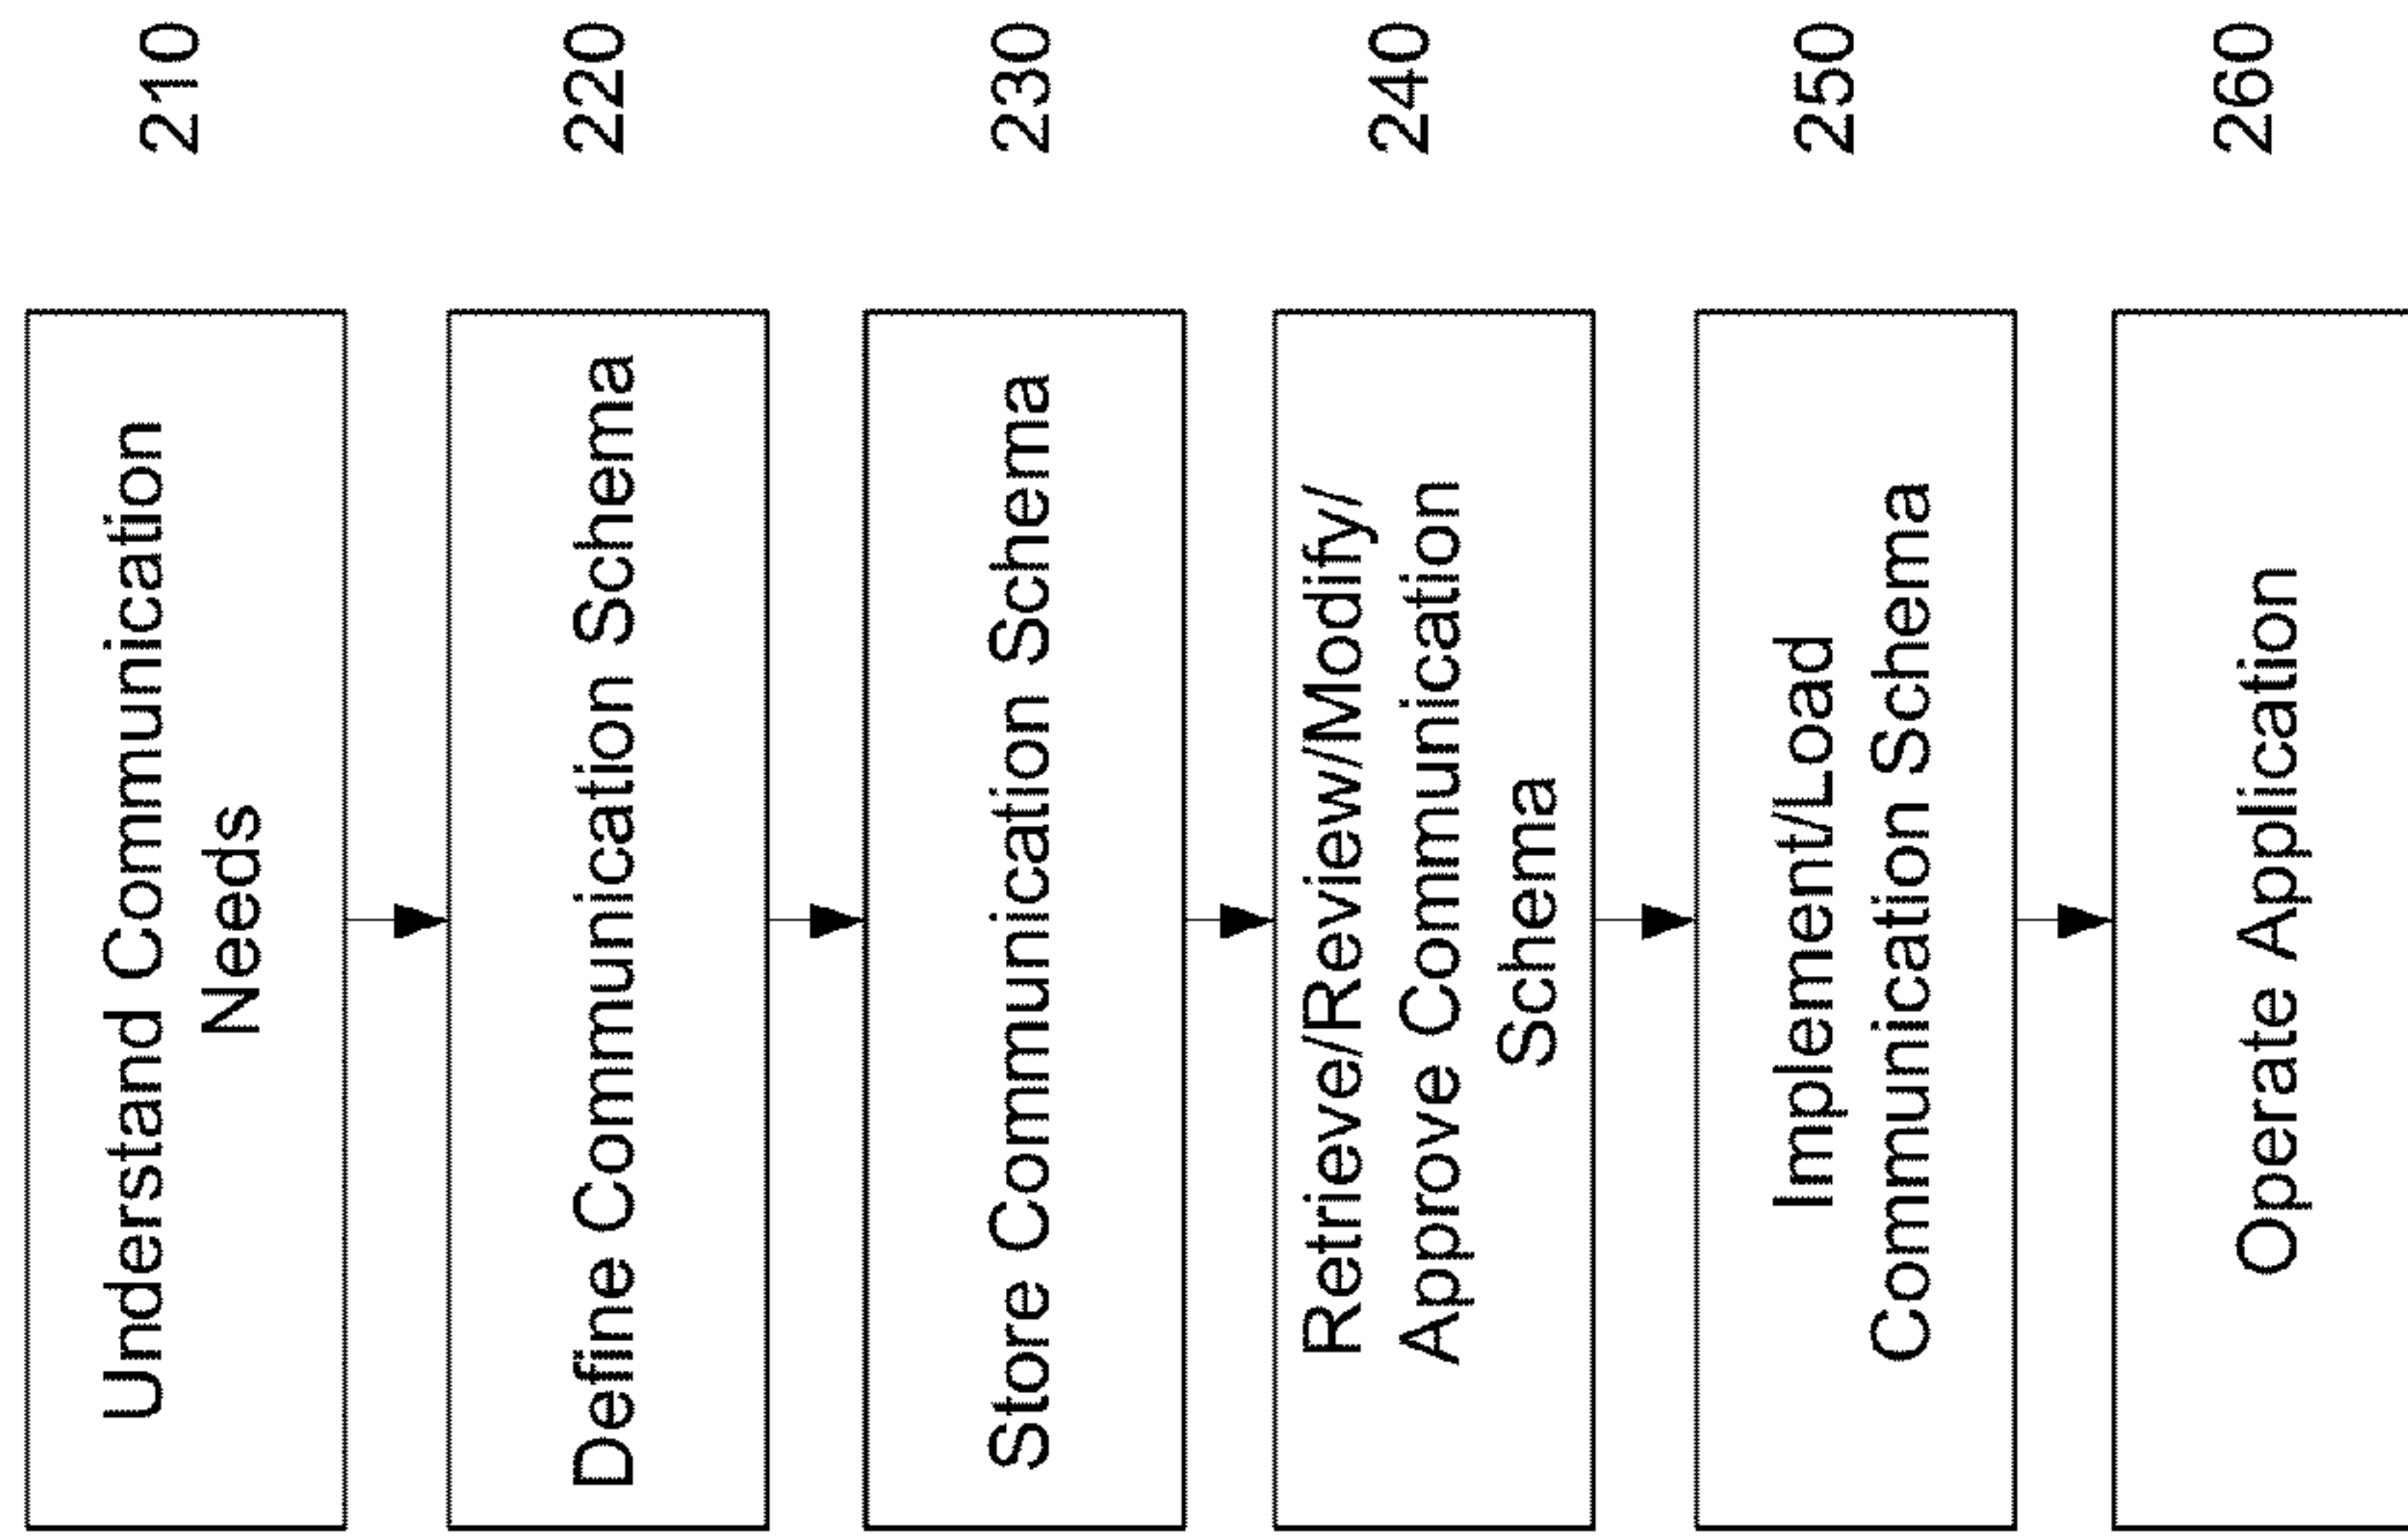 Understand Communication
Needs
210
Define Communication Schema
220
Store Communication Schema
230
Retrieve/Review/Modify/
Approve Communication
Schema
240
Implement/Load
Communication Schema
250
Operate Application
260